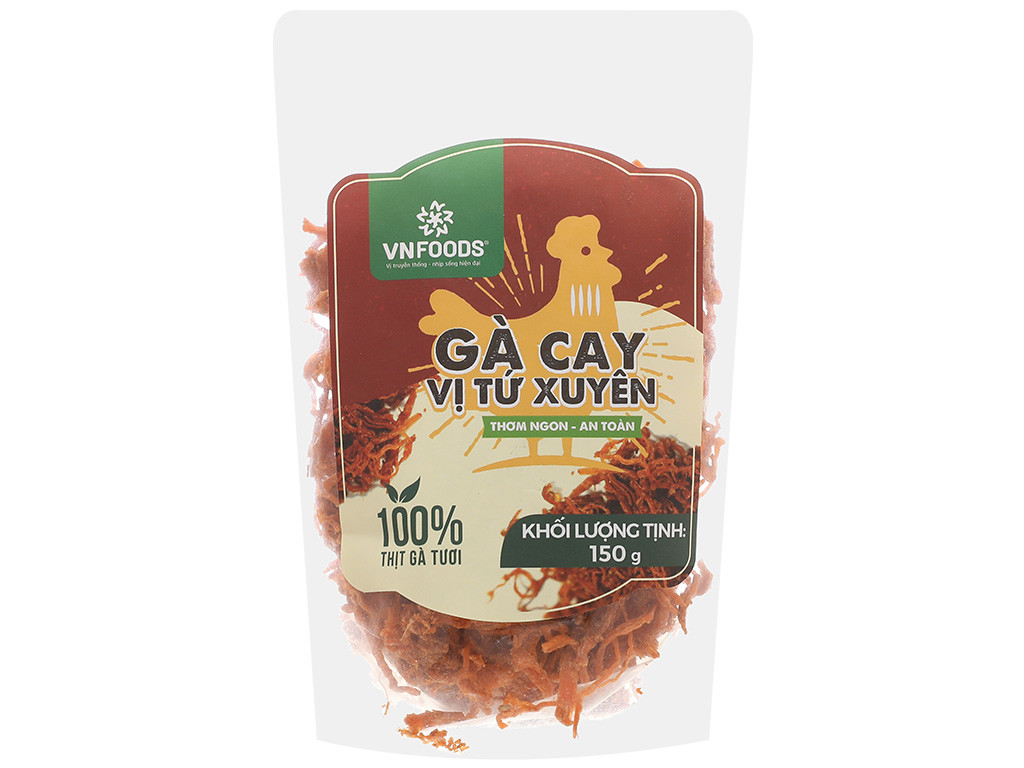 VNFOODS®
Vị truyền thống - nhịp sống hiện đại
GÀ CAY
VỊ TỨ XUYÊN
THƠM NGON - AN TOÀN
100%
THỊT GÀ TƯƠI
KHỐI LƯỢNG TỊNH:
150 g